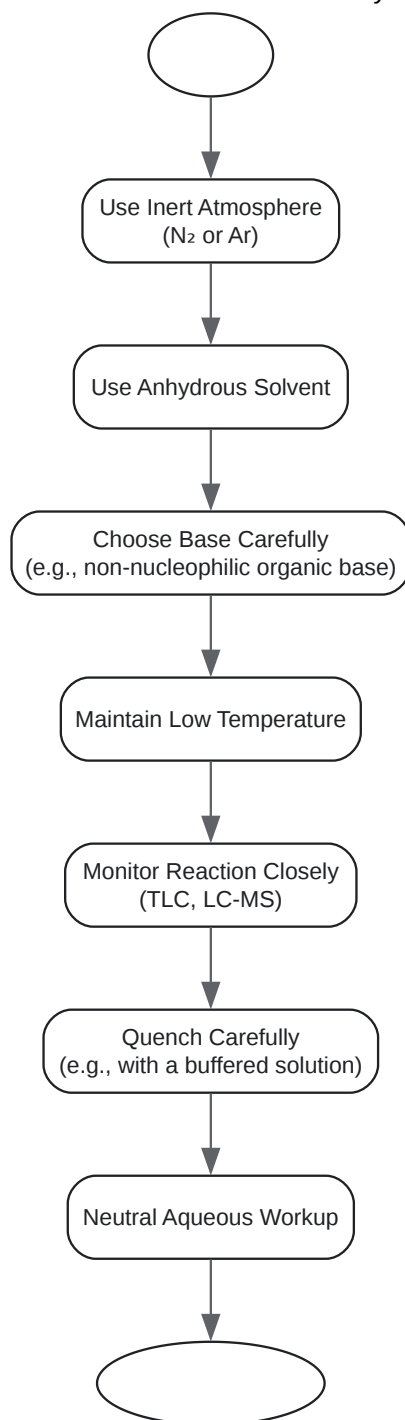 Use Inert Atmosphere
(N₂ or Ar)
Use Anhydrous Solvent
Choose Base Carefully
(e.g., non-nucleophilic organic base)
Maintain Low Temperature
Monitor Reaction Closely
(TLC, LC-MS)
Quench Carefully
(e.g., with a buffered solution)
Neutral Aqueous Workup